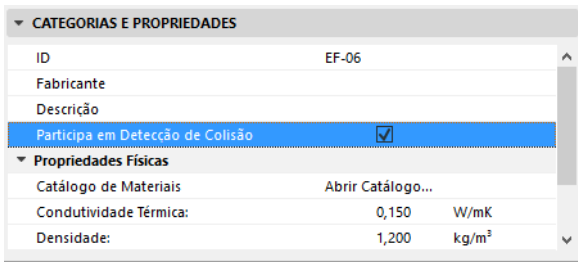 CATEGORIAS E PROPRIEDADES
ID EF-06
Fabricante
Descrição
Participa em Detecção de Colisão
Propriedades Físicas
Catálogo de Materiais Abrir Catálogo...
Condutividade Térmica: 0,150 W/mK
Densidade: 1,200 kg/m³